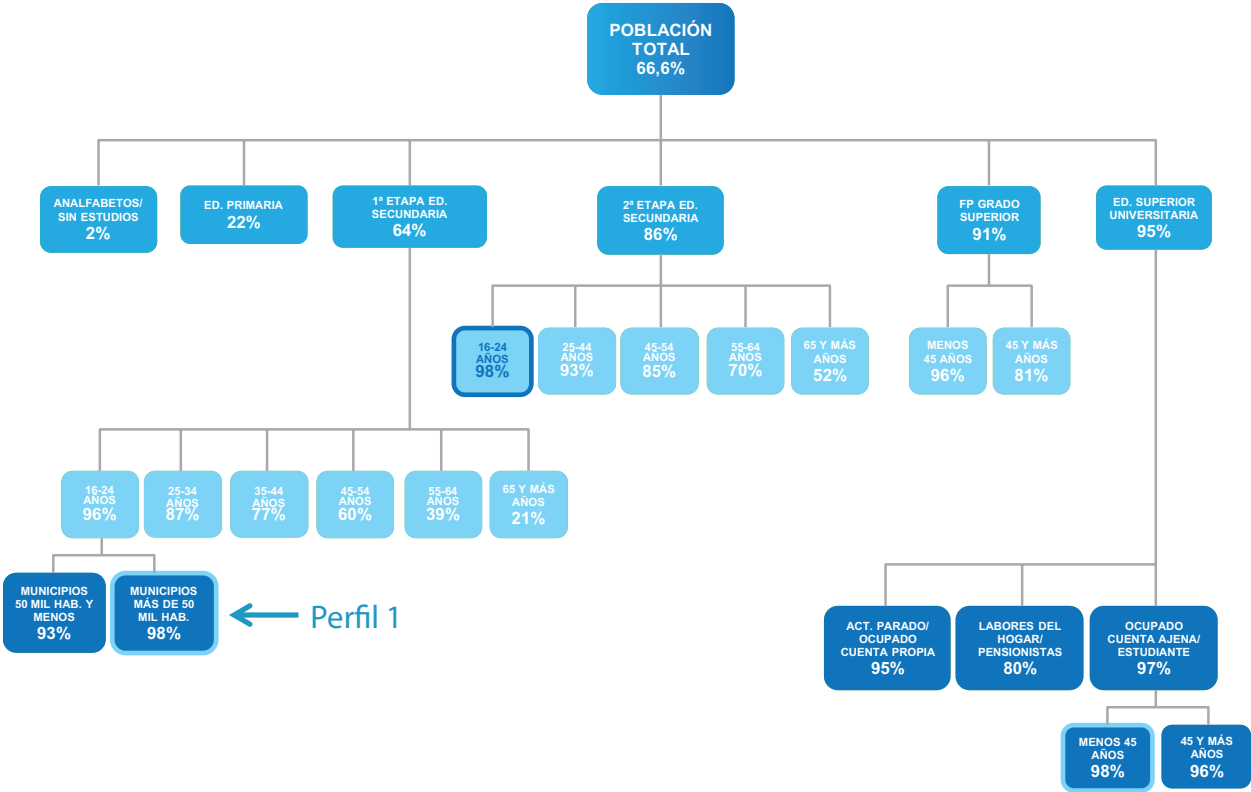 POBLACIÓN
TOTAL
66,6%
ANALFABETOS/
SIN ESTUDIOS
2%
ED. PRIMARIA
22%
1ª ETAPA ED.
SECUNDARIA
64%
2ª ETAPA ED.
SECUNDARIA
86%
FP GRADO
SUPERIOR
91%
ED. SUPERIOR
UNIVERSITARIA
95%
16-24
AÑOS
98%
25-44
AÑOS
93%
45-54
AÑOS
85%
55-64
AÑOS
70%
65 Y MÁS
AÑOS
52%
MENOS
45 AÑOS
96%
45 Y MÁS
AÑOS
81%
16-24
AÑOS
96%
25-34
AÑOS
87%
35-44
AÑOS
77%
45-54
AÑOS
60%
55-64
AÑOS
39%
65 Y MÁS
AÑOS
21%
MUNICIPIOS
50 MIL HAB. Y
MENOS
93%
MUNICIPIOS
MÁS DE 50
MIL HAB.
98%
Perfil 1
ACT. PARADO/
OCUPADO
CUENTA PROPIA
95%
LABORES DEL
HOGAR/
PENSIONISTAS
80%
OCUPADO
CUENTA AJENA/
ESTUDIANTE
97%
MENOS 45
AÑOS
98%
45 Y MÁS
AÑOS
96%